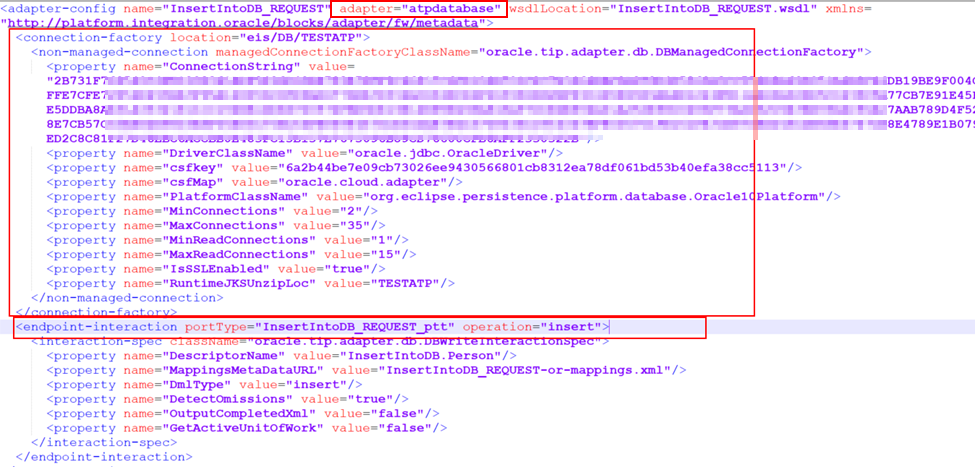 <adapter-config name="InsertIntoDB_REQUEST" adapter="atpdatabase" wsdlLocation="InsertIntoDB_REQUEST.wsdl" xmlns=
"http://platform.integration.oracle/blocks/adapter/fw/metadata">
<connection-factory location="eis/DB/TESTATP">
<non-managed-connection managedConnectionFactoryClassName="oracle.tip.adapter.db.DBManagedConnectionFactory">
<property name="ConnectionString" value=
"2B731F7 DB19BE9F004
FFE7CFE7 77CB7E91E45
E5DDBA8A 7AAB789D4F52
8E7CB57 8E4789E1B07
ED2C8C81 />
<property name="DriverClassName" value="oracle.jdbc.OracleDriver"/>
<property name="csfkey" value="6a2b44be7e09cb73026ee9430566801cb8312ea78df061bd53b40efa38cc5113"/>
<property name="csfMap" value="oracle.cloud.adapter"/>
<property name="PlatformClassName" value="org.eclipse.persistence.platform.database.Oracle10Platform"/>
<property name="MinConnections" value="2"/>
<property name="MaxConnections" value="35"/>
<property name="MinReadConnections" value="1"/>
<property name="MaxReadConnections" value="15"/>
<property name="IsSSLEnabled" value="true"/>
<property name="RuntimeJKSUnzipLoc" value="TESTATP"/>
</non-managed-connection>
</connection-factory>
<endpoint-interaction portType="InsertIntoDB_REQUEST_ptt" operation="insert">
<interaction-spec className="oracle.tip.adapter.db.DBWriteInteractionSpec">
<property name="DescriptorName" value="InsertIntoDB.Person"/>
<property name="MappingsMetaDataURL" value="InsertIntoDB_REQUEST-or-mappings.xml"/>
<property name="DmlType" value="insert"/>
<property name="DetectOmissions" value="true"/>
<property name="OutputCompletedXml" value="false"/>
<property name="GetActiveUnitOfWork" value="false"/>
</interaction-spec>
</endpoint-interaction>